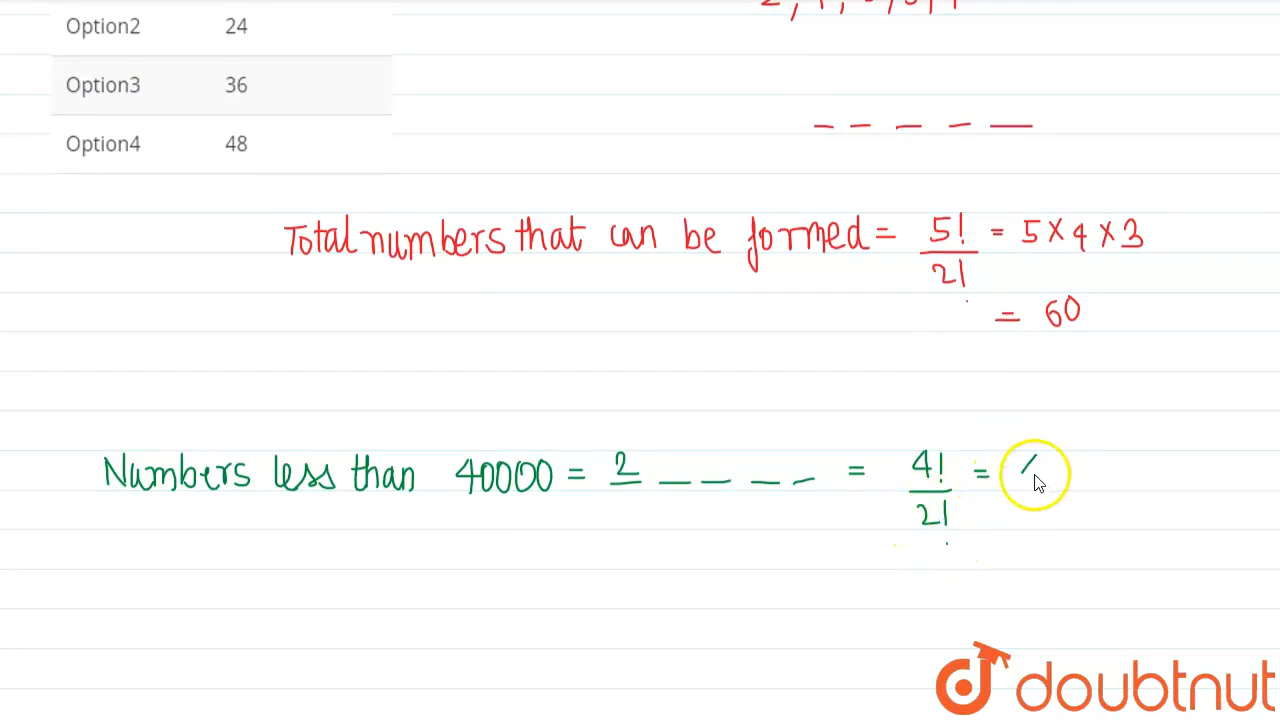 Option2 24
Option3 36
Option4 48
Total numbers that can be formed = 5!/2! = 5 × 4 × 3
= 60
Numbers less than 40000 = 2 _ _ _ _ = 4!/2! =
doubtnut